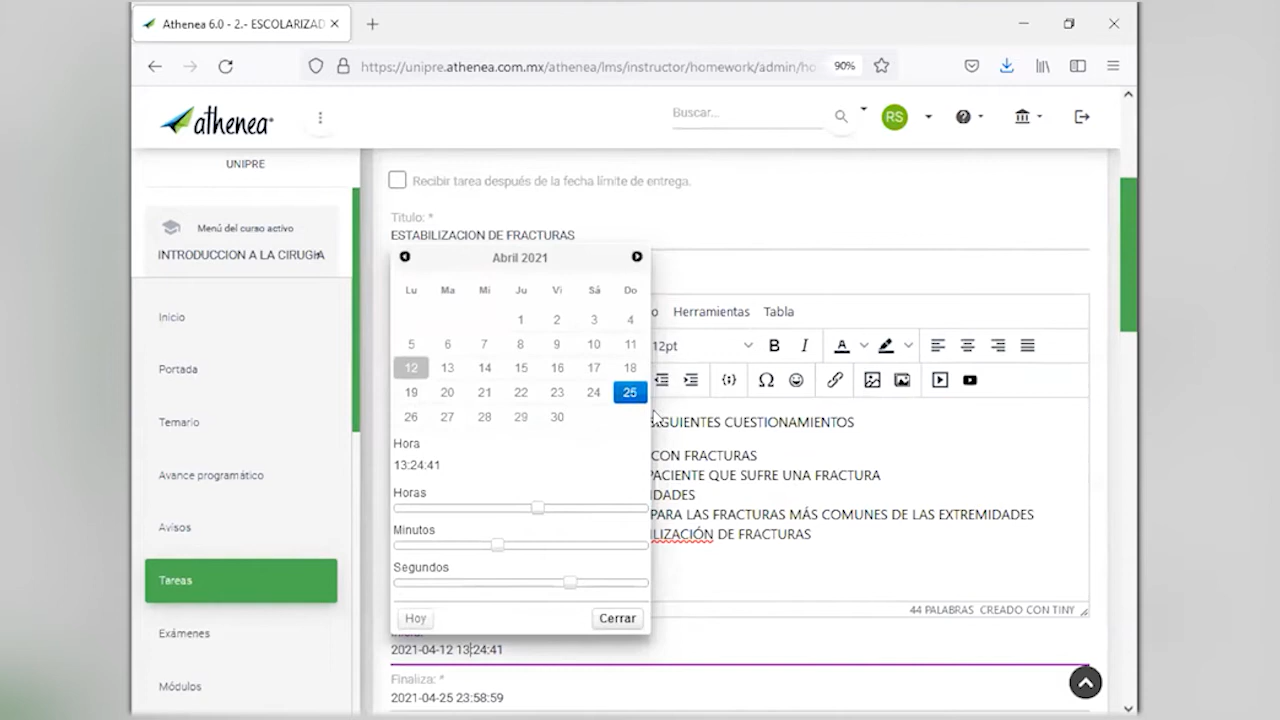 Athenea 6.0 - 2.- ESCOLARIZAD
https://unipre.athenea.com.mx/athenea/lms/instructor/homework/admin/ho
90%
athenea
Buscar...
RS
UNIPRE
Menú del curso activo
INTRODUCCION A LA CIRUGIA
Inicio
Portada
Temario
Avance programático
Avisos
Tareas
Exámenes
Módulos
Recibir tarea después de la fecha límite de entrega.
Titulo: *
ESTABILIZACION DE FRACTURAS
Abril 2021
Lu Ma Mi Ju Vi Sá Do
1 2 3 4
5 6 7 8 9 10 11
12 13 14 15 16 17 18
19 20 21 22 23 24 25
26 27 28 29 30
Hora
13:24:41
Horas
Minutos
Segundos
Hoy Cerrar
o Herramientas Tabla
12pt B I A
GUIENTES CUESTIONAMIENTOS
CON FRACTURAS
PACIENTE QUE SUFRE UNA FRACTURA
IDADES
PARA LAS FRACTURAS MÁS COMUNES DE LAS EXTREMIDADES
LIZACIÓN DE FRACTURAS
44 PALABRAS CREADO CON TINY
2021-04-12 13:24:41
Finaliza: *
2021-04-25 23:58:59